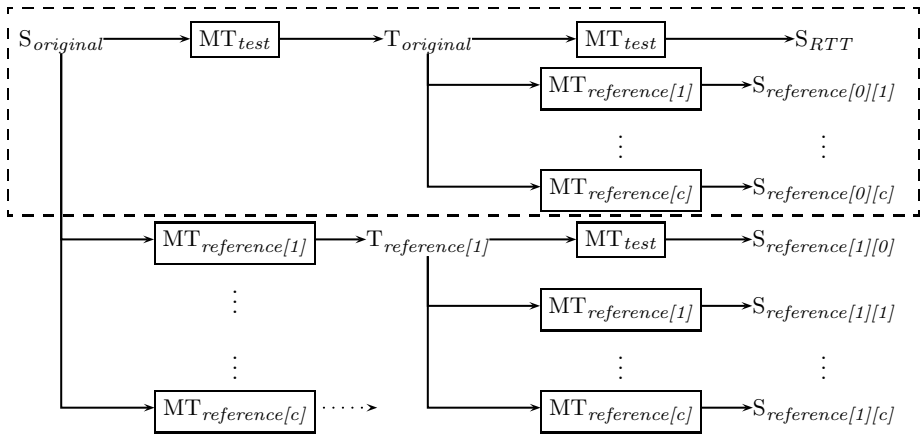 S_original MT_test T_original MT_test S_RTT
MT_reference[1] S_reference[0][1]
⋮ ⋮
MT_reference[c] S_reference[0][c]
MT_reference[1] T_reference[1] MT_test S_reference[1][0]
⋮ MT_reference[1] S_reference[1][1]
⋮ ⋮ ⋮
MT_reference[c] ······ MT_reference[c] S_reference[1][c]